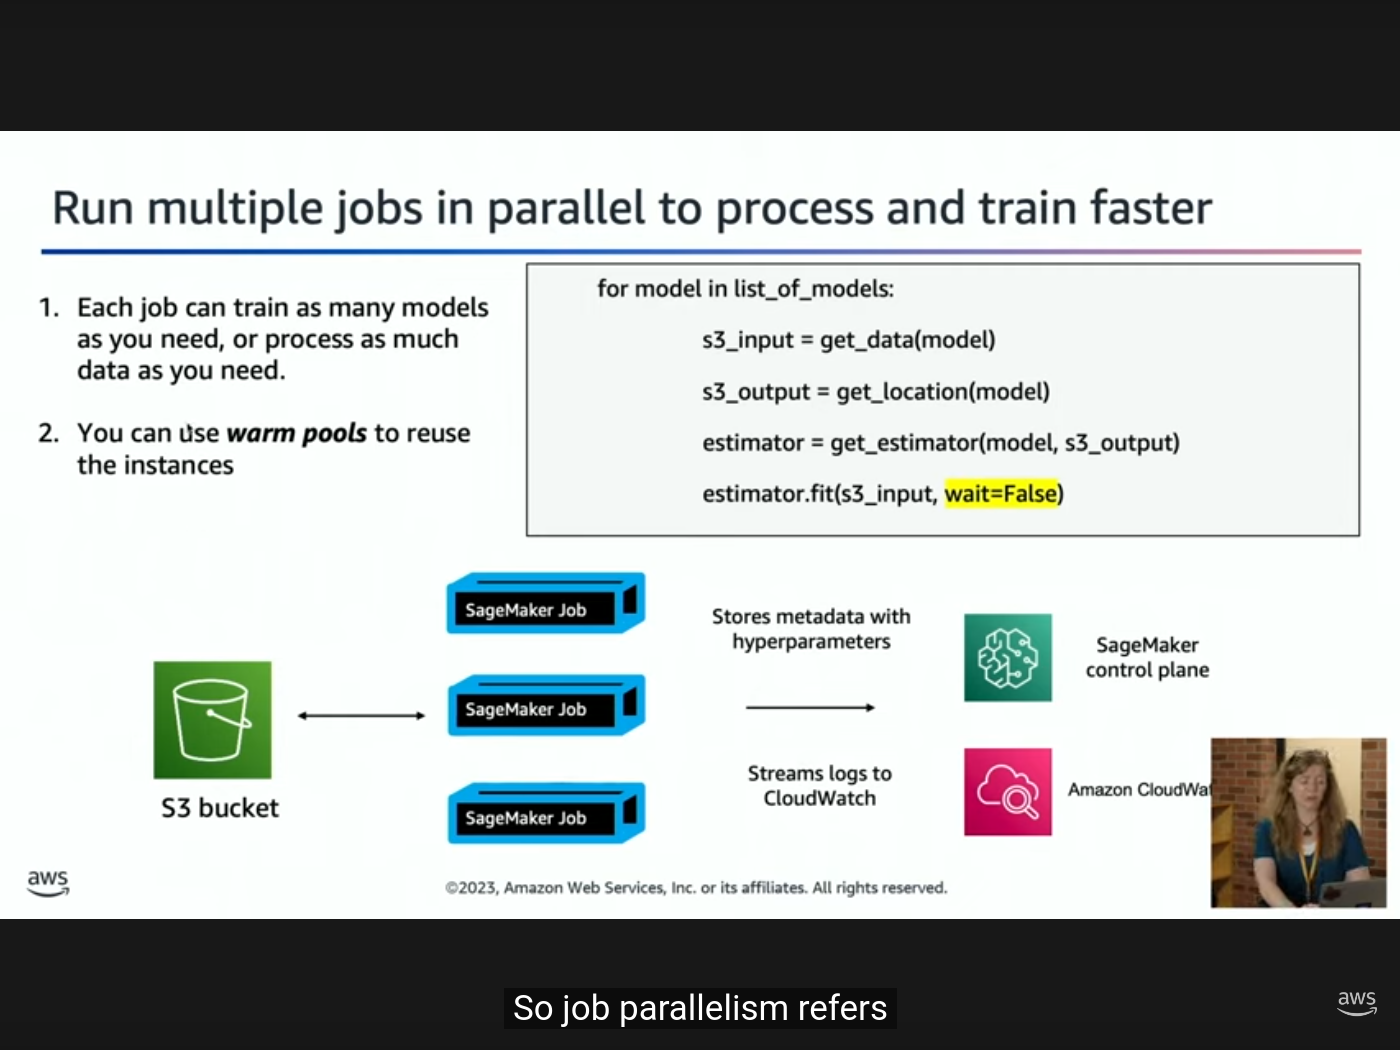 Run multiple jobs in parallel to process and train faster
1. Each job can train as many models
as you need, or process as much
data as you need.
2. You can use warm pools to reuse
the instances
for model in list_of_models:
s3_input = get_data(model)
s3_output = get_location(model)
estimator = get_estimator(model, s3_output)
estimator.fit(s3_input, wait=False)
SageMaker Job
SageMaker Job
SageMaker Job
S3 bucket
Stores metadata with
hyperparameters
Streams logs to
CloudWatch
SageMaker
control plane
Amazon CloudWat
aws
©2023, Amazon Web Services, Inc. or its affiliates. All rights reserved.
So job parallelism refers
aws